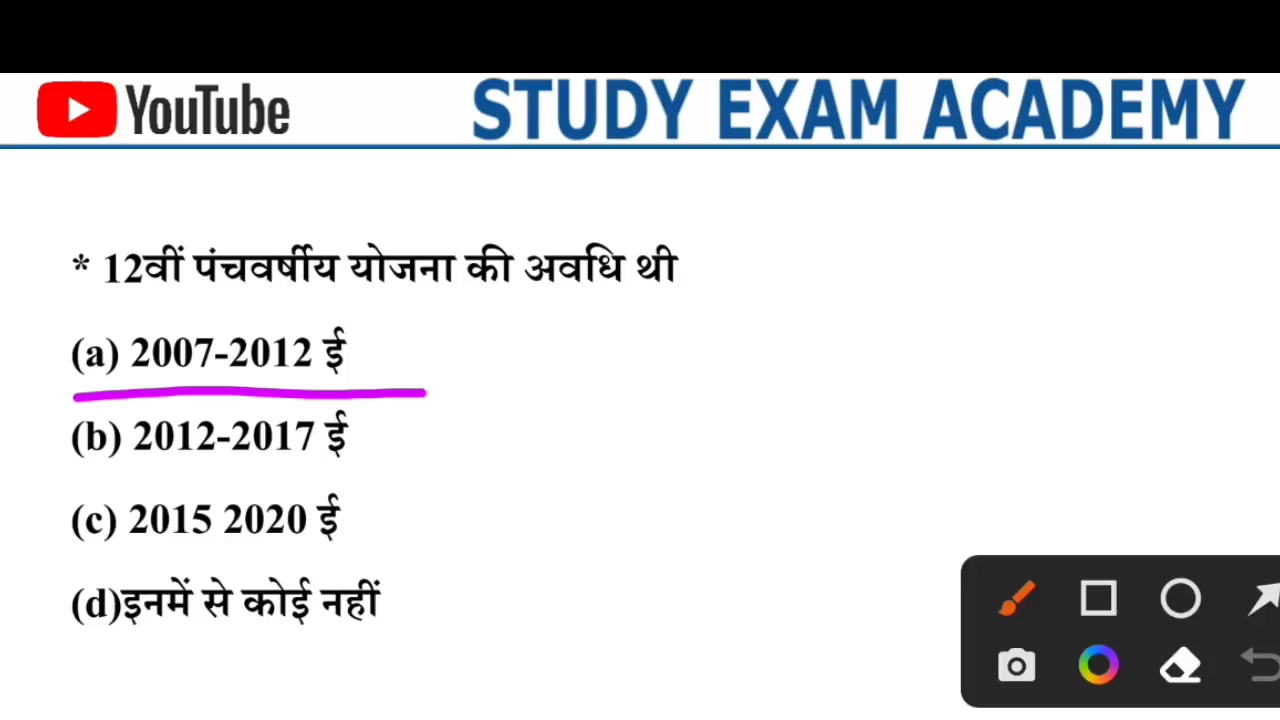 YouTube STUDY EXAM ACADEMY
* 12वीं पंचवर्षीय योजना की अवधि थी
(a) 2007-2012 ई
(b) 2012-2017 ई
(c) 2015 2020 ई
(d)इनमें से कोई नहीं